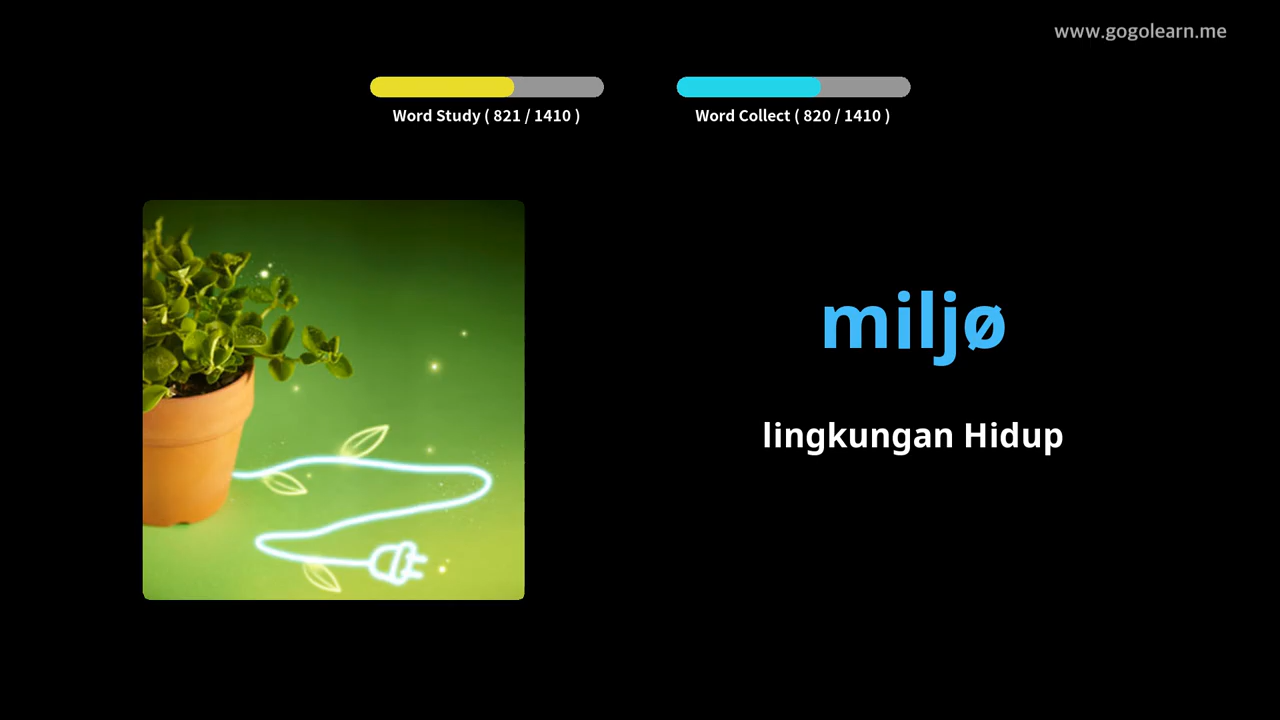 www.gogolearn.me
Word Study ( 821 / 1410 )
Word Collect ( 820 / 1410 )
miljø
lingkungan Hidup